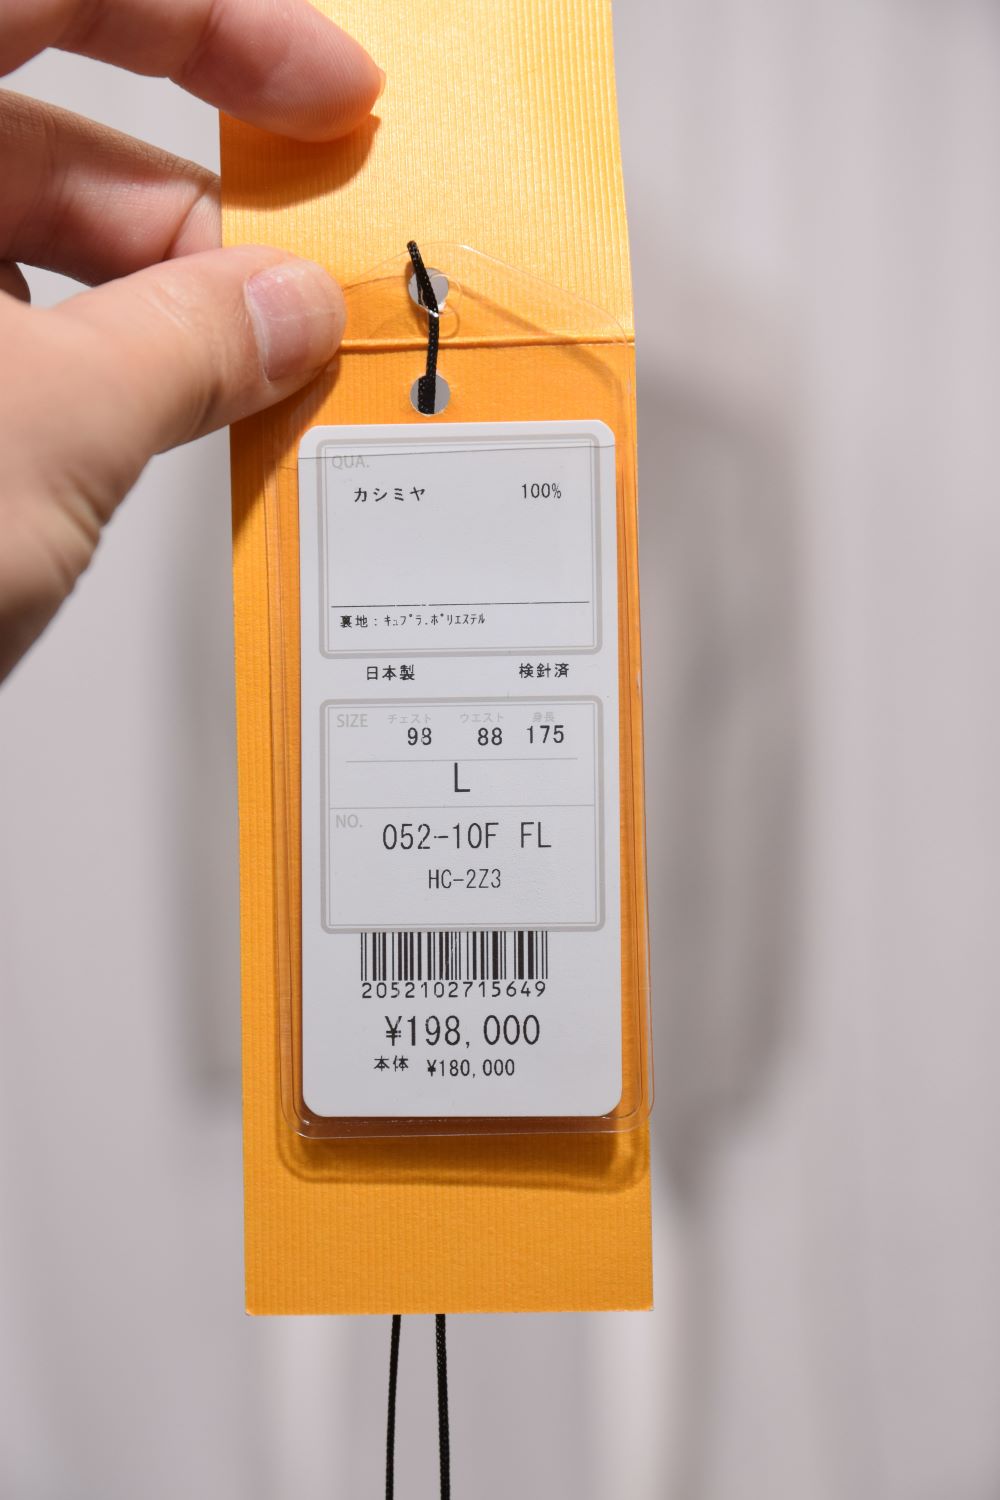 QUA.
カシミヤ 100%
裏地:キュプラ.ポリエステル
日本製 検針済
SIZE チェスト ウエスト 身長
98 88 175
L
NO.
052-10F FL
HC-2Z3
2052102715649
¥198,000
本体 ¥180,000